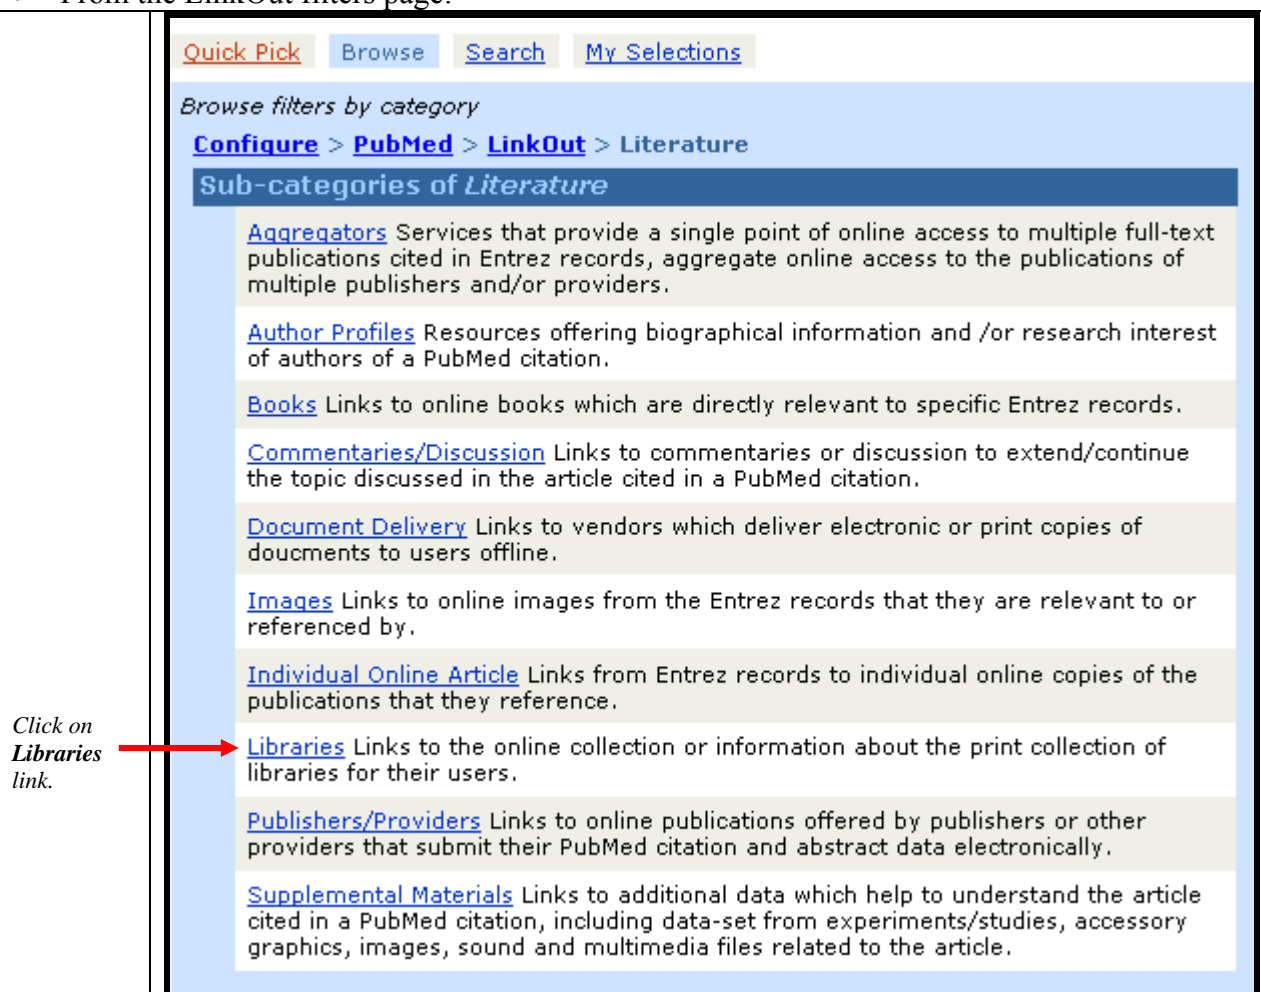 From the LinkOut filters page:
Quick Pick Browse Search My Selections
Browse filters by category
Configure > PubMed > LinkOut > Literature
Sub-categories of Literature
Aggregators Services that provide a single point of online access to multiple full-text
publications cited in Entrez records, aggregate online access to the publications of
multiple publishers and/or providers.
Author Profiles Resources offering biographical information and /or research interest
of authors of a PubMed citation.
Books Links to online books which are directly relevant to specific Entrez records.
Commentaries/Discussion Links to commentaries or discussion to extend/continue
the topic discussed in the article cited in a PubMed citation.
Document Delivery Links to vendors which deliver electronic or print copies of
doucments to users offline.
Images Links to online images from the Entrez records that they are relevant to or
referenced by.
Individual Online Article Links from Entrez records to individual online copies of the
publications that they reference.
Click on
Libraries
link.
Libraries Links to the online collection or information about the print collection of
libraries for their users.
Publishers/Providers Links to online publications offered by publishers or other
providers that submit their PubMed citation and abstract data electronically.
Supplemental Materials Links to additional data which help to understand the article
cited in a PubMed citation, including data-set from experiments/studies, accessory
graphics, images, sound and multimedia files related to the article.